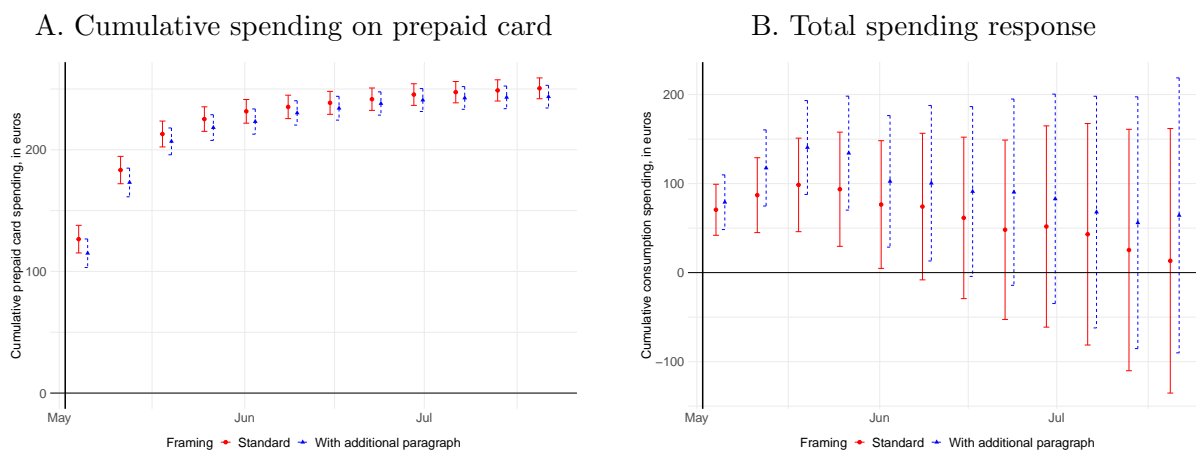 A. Cumulative spending on prepaid card
Cumulative prepaid card spending, in euros
200
100
0
May
Jun
Jul
Framing Standard With additional paragraph
B. Total spending response
Cumulative consumption spending, in euros
200
100
0
−100
May
Jun
Jul
Framing Standard With additional paragraph